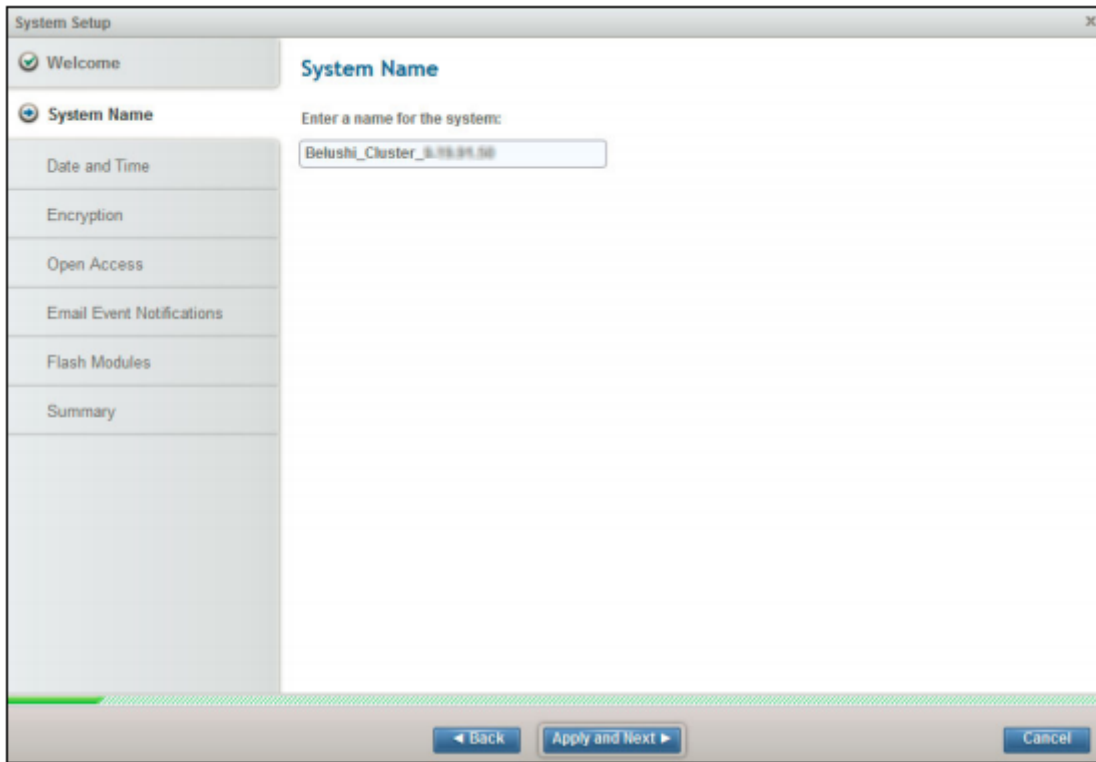 System Setup
x
Welcome
System Name
Date and Time
Encryption
Open Access
Email Event Notifications
Flash Modules
Summary
System Name
Enter a name for the system:
Belushi_Cluster_
Back
Apply and Next
Cancel